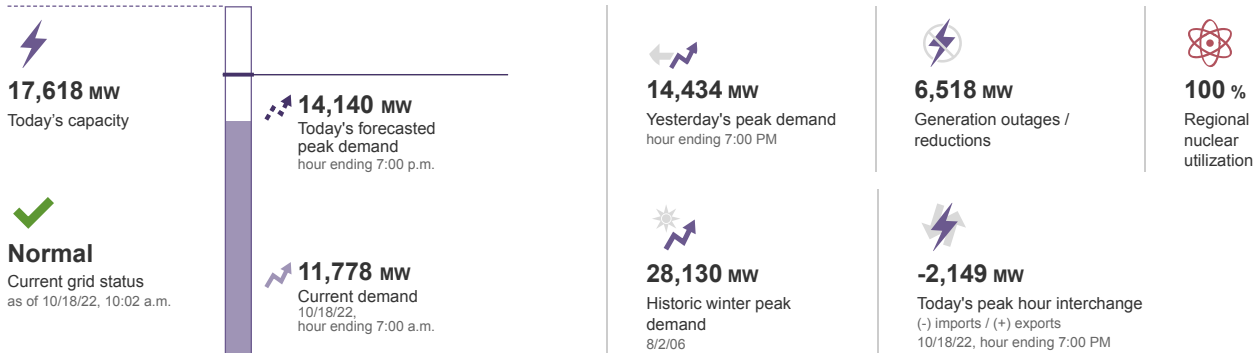 17,618 MW
Today's capacity
Normal
Current grid status
as of 10/18/22, 10:02 a.m.
14,140 MW
Today's forecasted
peak demand
hour ending 7:00 p.m.
11,778 MW
Current demand
10/18/22,
hour ending 7:00 a.m.
14,434 MW
Yesterday's peak demand
hour ending 7:00 PM
6,518 MW
Generation outages /
reductions
100 %
Regional
nuclear
utilization
28,130 MW
Historic winter peak
demand
8/2/06
-2,149 MW
Today's peak hour interchange
(-) imports / (+) exports
10/18/22, hour ending 7:00 PM